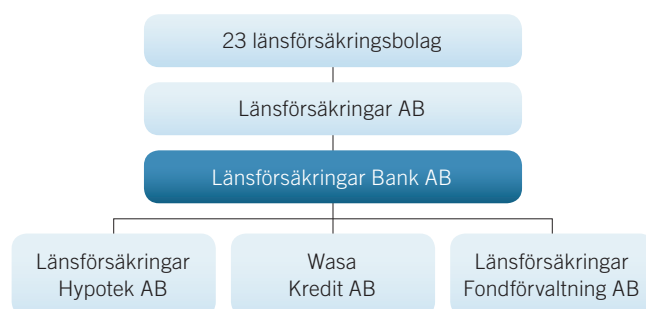 23 länsförsäkringsbolag
Länsförsäkringar AB
Länsförsäkringar Bank AB
Länsförsäkringar
Hypotek AB
Wasa
Kredit AB
Länsförsäkringar
Fondförvaltning AB